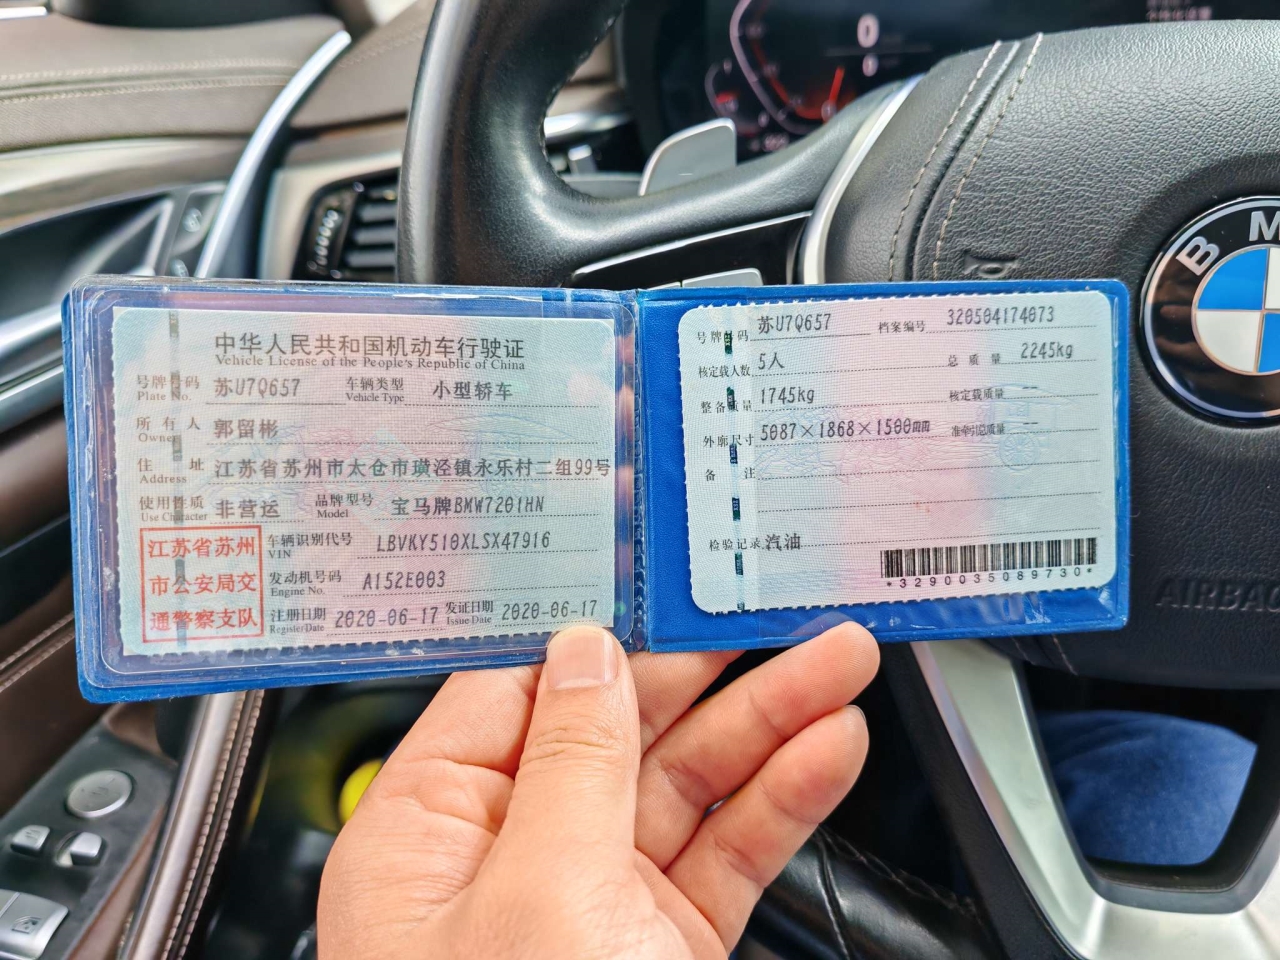 中华人民共和国机动车行驶证
Vehicle License of the People's Republic of China
号牌号码 苏U7Q657 车辆类型 小型轿车
Plate No. Vehicle Type
所有人 郭留彬
Owner
住址 江苏省苏州市太仓市璜泾镇永乐村二组99号
使用性质 非营运 品牌型号 宝马牌BMW7201HN
Use Character Model
江苏省苏州
市公安局交
通警察支队
车辆识别代号 LBVKY510XLSX47916
VIN
发动机号码 A152E003
Engine No.
注册日期 2020-06-17 发证日期 2020-06-17
Register Date Issue Date
号牌号码 苏U7Q657 档案编号 320504174073
核定载人数 5人 总质量 2245kg
整备质量 1745kg 核定载质量 --
外廓尺寸 5087×1868×1500mm 准牵引总质量 --
备注
检验记录 汽油
*3290035089730*
B M
AIRBAG
0
0